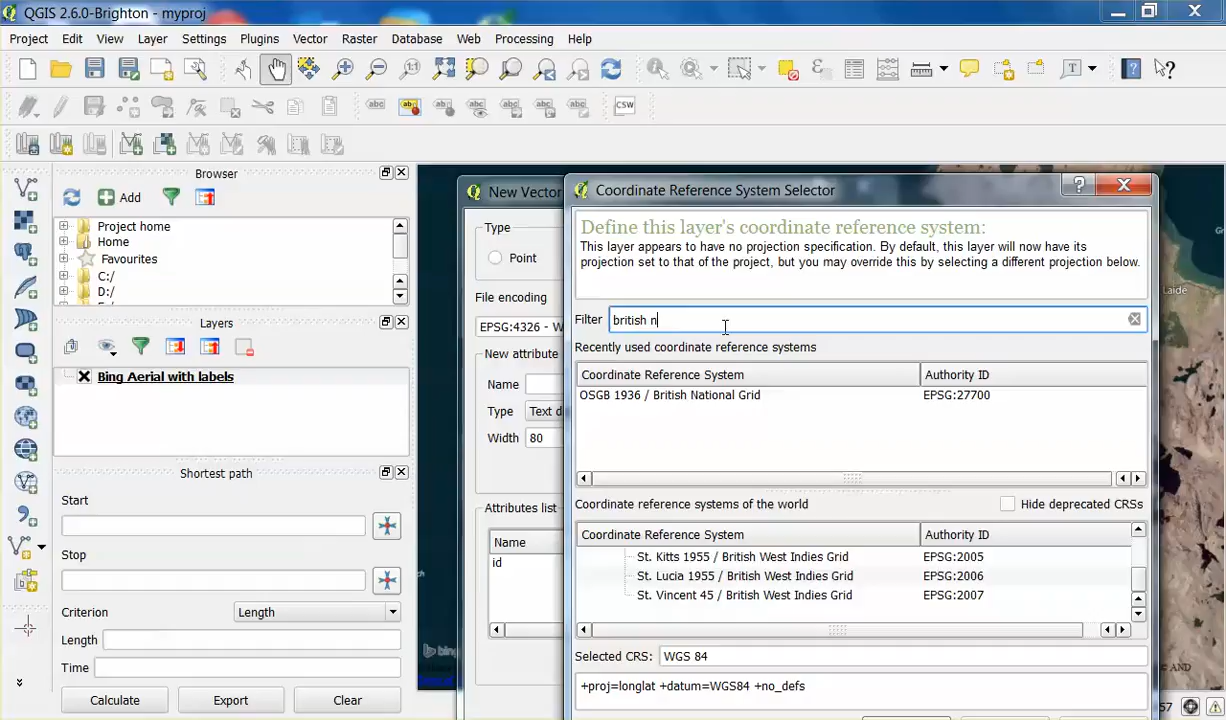 QGIS 2.6.0-Brighton - myproj
Project Edit View Layer Settings Plugins Vector Raster Database Web Processing Help
CSW
Browser
Add
Project home
Home
Favourites
C:/
D:/
Layers
Bing Aerial with labels
Shortest path
Start
Stop
Criterion Length
Length
Time
Calculate Export Clear
New Vector
Type
Point
File encoding
EPSG:4326 - W
New attribute
Name
Type Text d
Width 80
Attributes list
Name
id
Coordinate Reference System Selector
Define this layer's coordinate reference system:
This layer appears to have no projection specification. By default, this layer will now have its
projection set to that of the project, but you may override this by selecting a different projection below.
Filter british n
Recently used coordinate reference systems
Coordinate Reference System Authority ID
OSGB 1936 / British National Grid EPSG:27700
Coordinate reference systems of the world Hide deprecated CRSs
Coordinate Reference System Authority ID
St. Kitts 1955 / British West Indies Grid EPSG:2005
St. Lucia 1955 / British West Indies Grid EPSG:2006
St. Vincent 45 / British West Indies Grid EPSG:2007
Selected CRS: WGS 84
+proj=longlat +datum=WGS84 +no_defs
Laide
bing
© AND
57